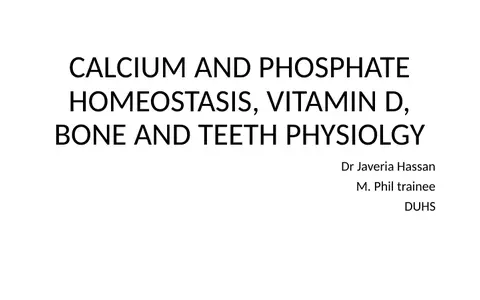 CALCIUM AND PHOSPHATE
HOMEOSTASIS, VITAMIN D,
BONE AND TEETH PHYSIOLGY
Dr Javeria Hassan
M. Phil trainee
DUHS